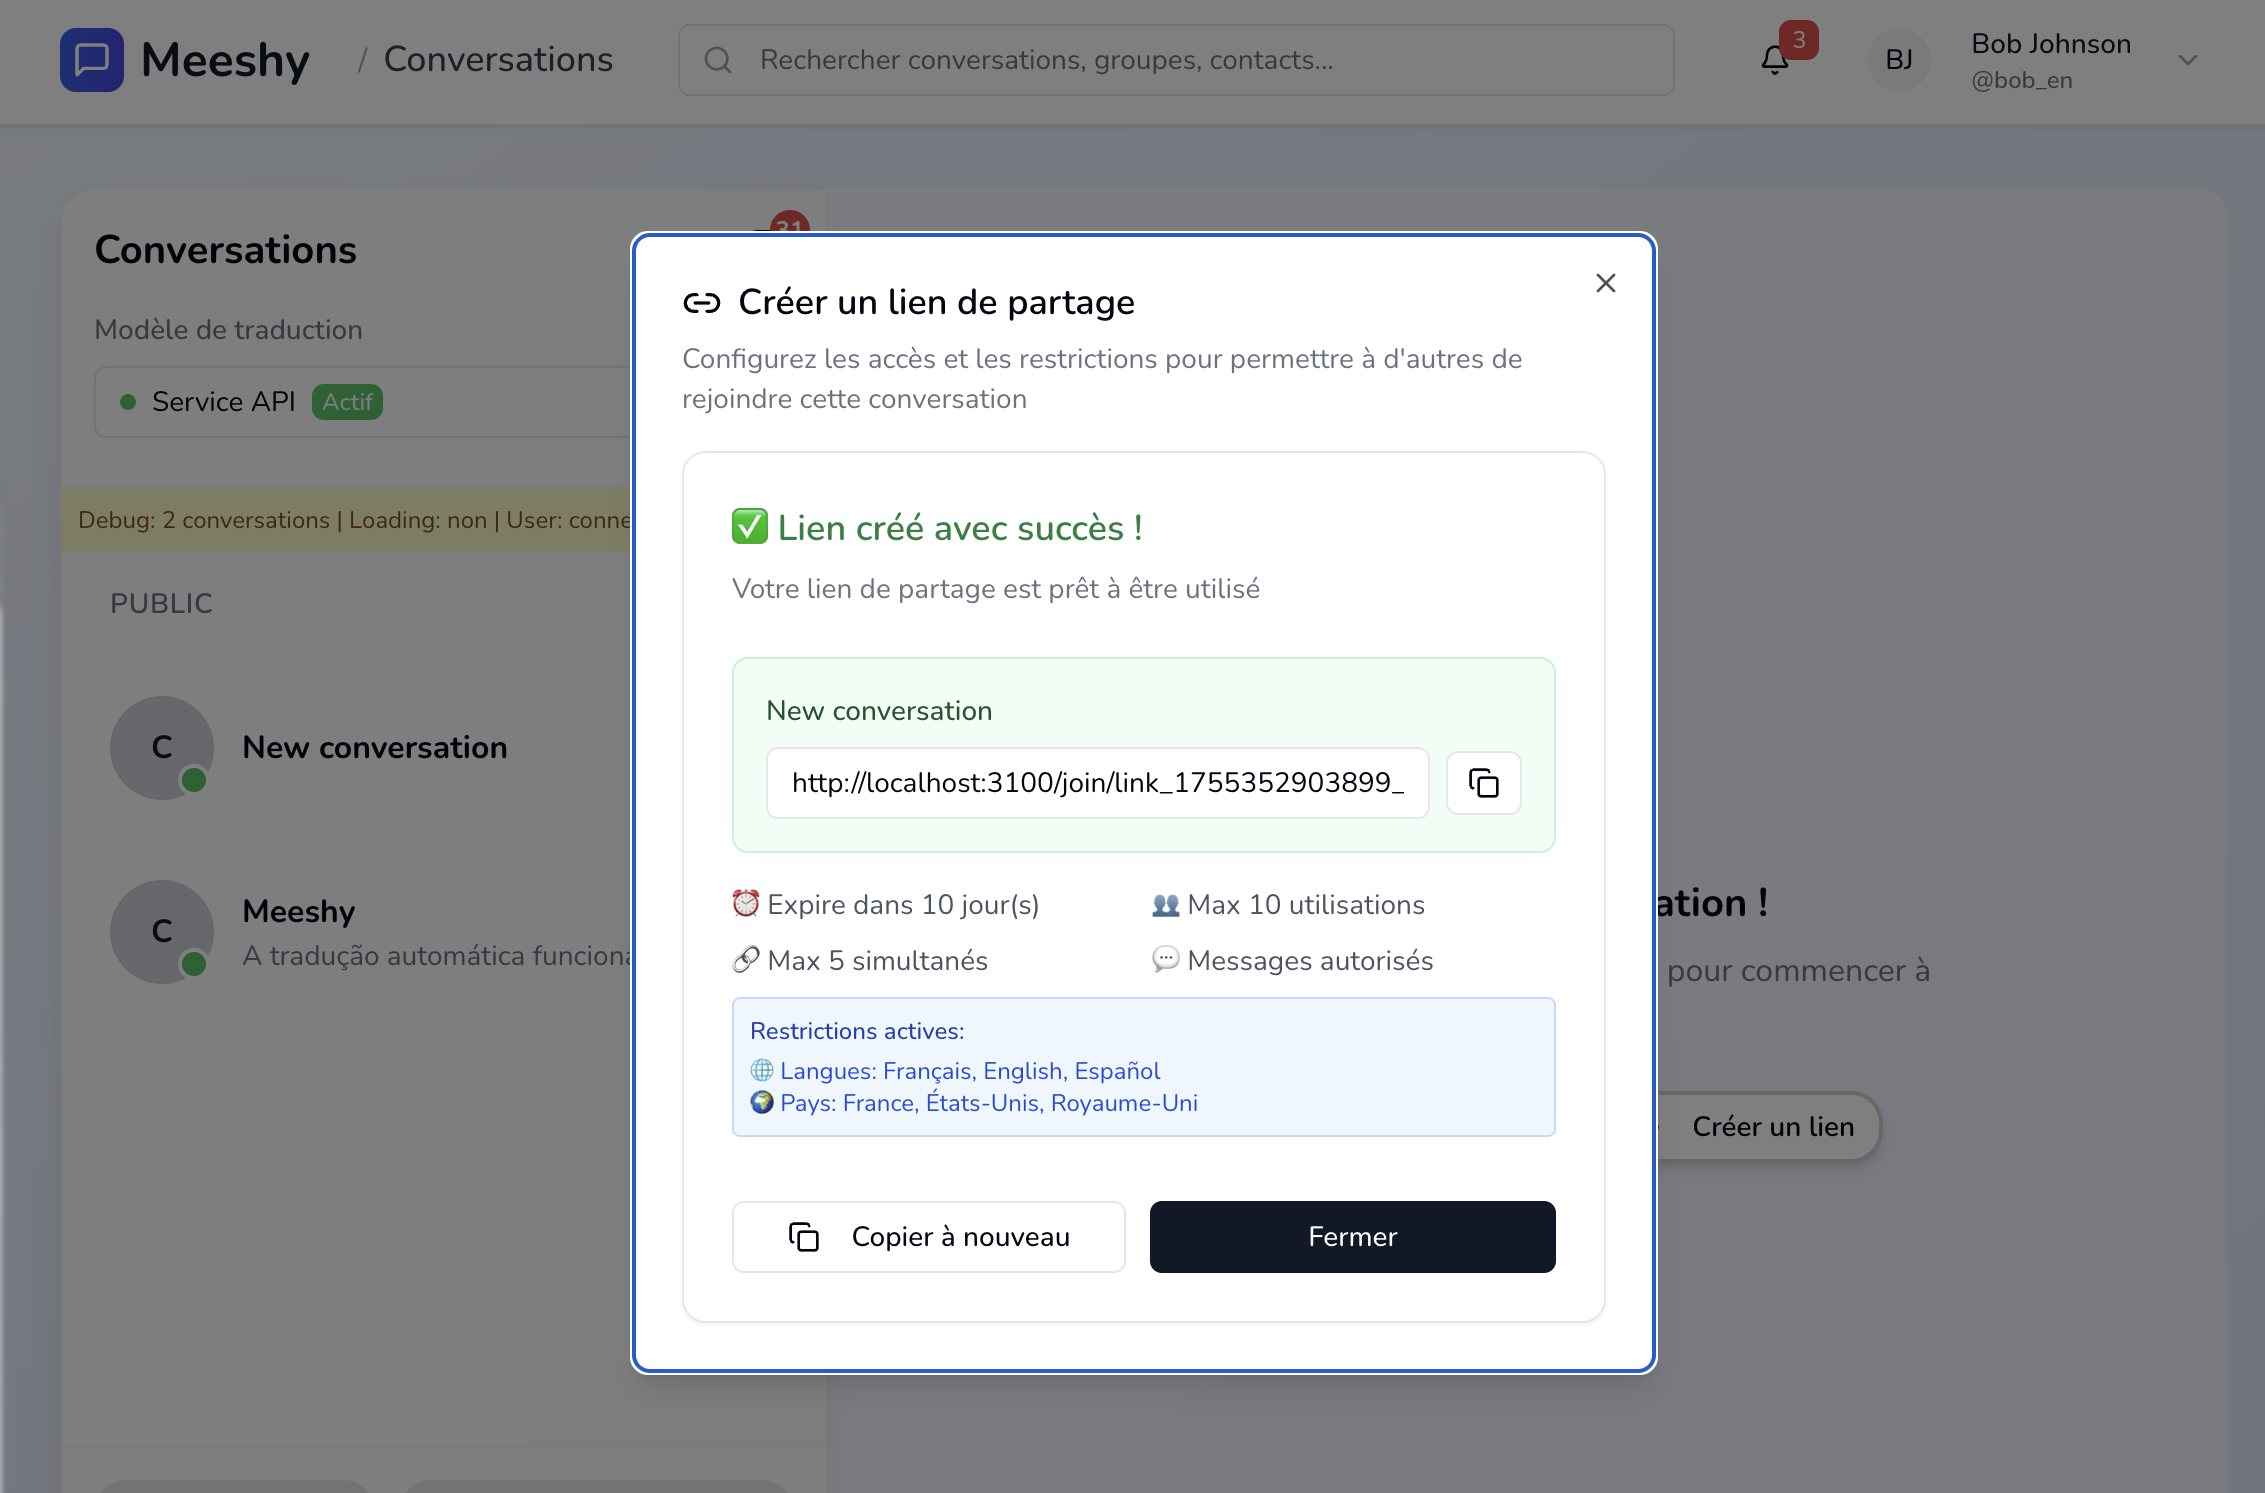 Meeshy / Conversations
Rechercher conversations, groupes, contacts...
3
BJ
Bob Johnson
@bob_en
Conversations
31
Modèle de traduction
Service API Actif
Debug: 2 conversations | Loading: non | User: conne
PUBLIC
C
New conversation
C
Meeshy
A tradução automática funciona
Créer un lien de partage
Configurez les accès et les restrictions pour permettre à d'autres de
rejoindre cette conversation
✅ Lien créé avec succès !
Votre lien de partage est prêt à être utilisé
New conversation
http://localhost:3100/join/link_1755352903899_
⏰ Expire dans 10 jour(s)
👥 Max 10 utilisations
🔗 Max 5 simultanés
💬 Messages autorisés
Restrictions actives:
🌐 Langues: Français, English, Español
🌍 Pays: France, États-Unis, Royaume-Uni
Copier à nouveau
Fermer
ation !
pour commencer à
Créer un lien